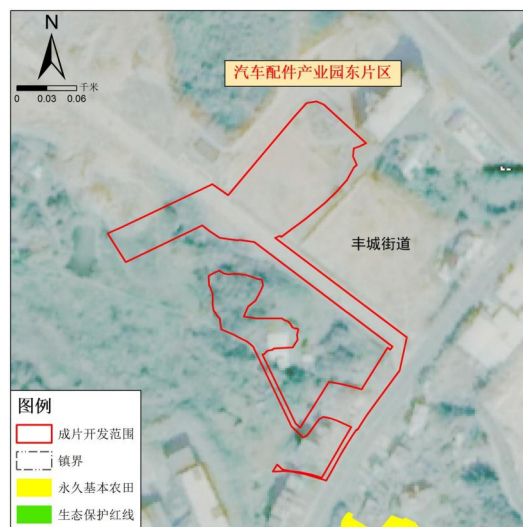 N
千米
0 0.03 0.06
汽车配件产业园东片区
丰城街道
图例
成片开发范围
镇界
永久基本农田
生态保护红线